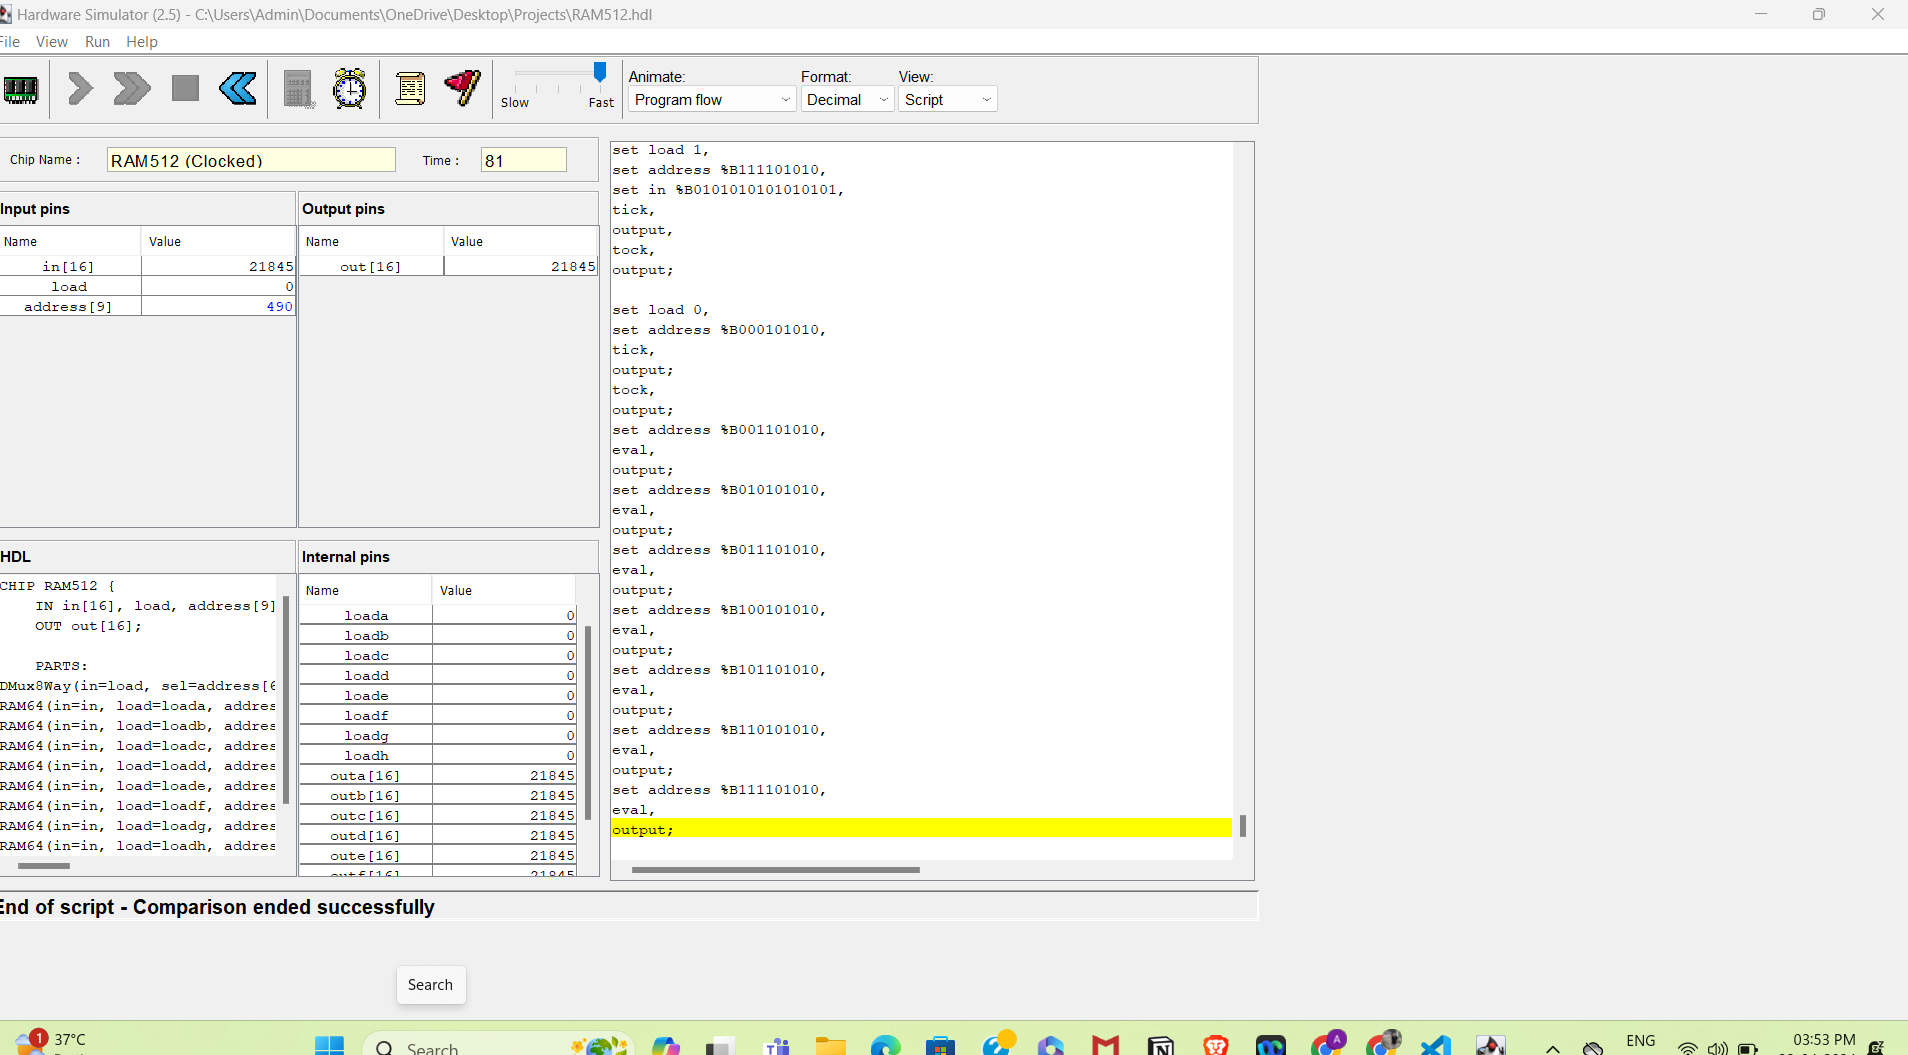 Hardware Simulator (2.5) - C:\Users\Admin\Documents\OneDrive\Desktop\Projects\RAM512.hdl
File View Run Help
Slow Fast
Animate: Format: View:
Program flow Decimal Script
Chip Name : RAM512 (Clocked) Time : 81
Input pins
Name Value
in[16] 21845
load 0
address[9] 490
Output pins
Name Value
out[16] 21845
HDL
CHIP RAM512 {
IN in[16], load, address[9]
OUT out[16];
PARTS:
DMux8Way(in=load, sel=address[6
RAM64(in=in, load=loada, addres
RAM64(in=in, load=loadb, addres
RAM64(in=in, load=loadc, addres
RAM64(in=in, load=loadd, addres
RAM64(in=in, load=loade, addres
RAM64(in=in, load=loadf, addres
RAM64(in=in, load=loadg, addres
RAM64(in=in, load=loadh, addres
Internal pins
Name Value
loada 0
loadb 0
loadc 0
loadd 0
loade 0
loadf 0
loadg 0
loadh 0
outa[16] 21845
outb[16] 21845
outc[16] 21845
outd[16] 21845
oute[16] 21845
outf[16] 21845
set load 1,
set address %B111101010,
set in %B0101010101010101,
tick,
output,
tock,
output;
set load 0,
set address %B000101010,
tick,
output;
tock,
output;
set address %B001101010,
eval,
output;
set address %B010101010,
eval,
output;
set address %B011101010,
eval,
output;
set address %B100101010,
eval,
output;
set address %B101101010,
eval,
output;
set address %B110101010,
eval,
output;
set address %B111101010,
eval,
output;
End of script - Comparison ended successfully
Search
1 37°C
Search
ENG
03:53 PM